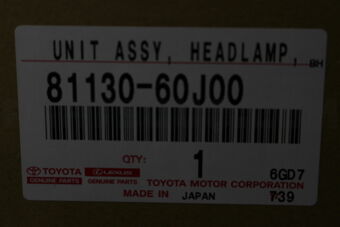 UNIT ASSY, HEADLAMP, RH
81130-60J00
QTY: 1 6GD7
TOYOTA LEXUS
GENUINE PARTS GENUINE PARTS TOYOTA MOTOR CORPORATION
MADE IN JAPAN 739